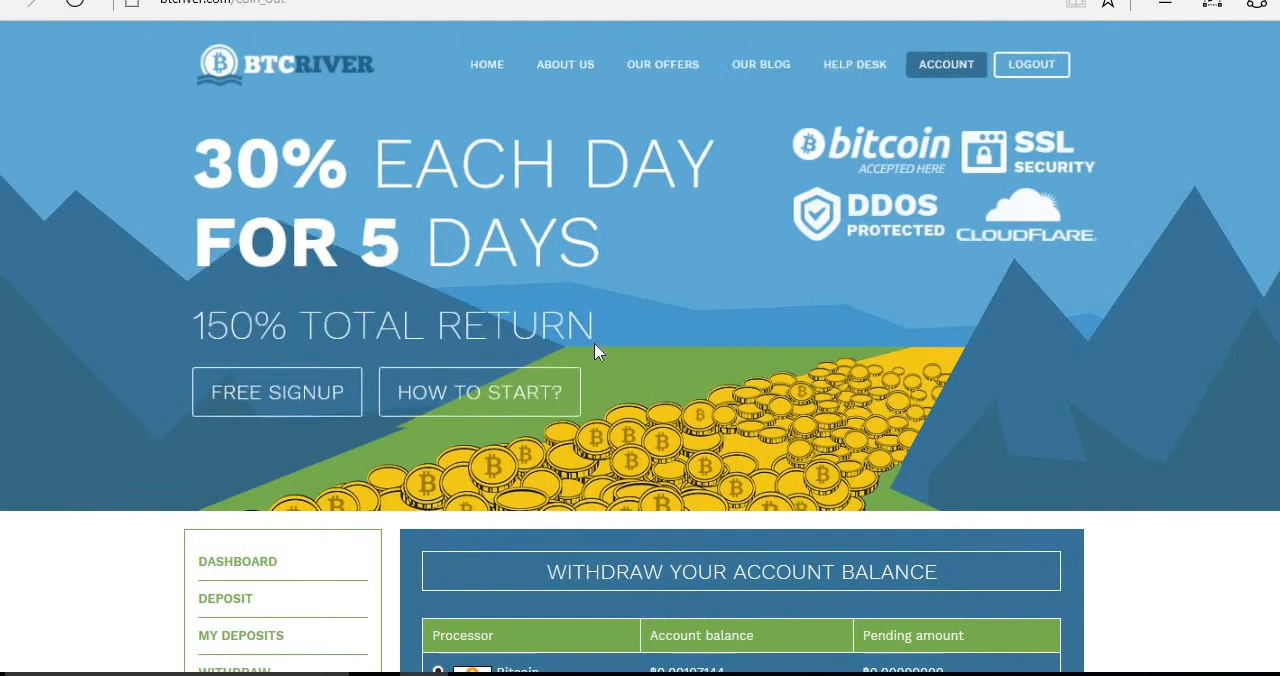 BTCRIVER
HOME ABOUT US OUR OFFERS OUR BLOG HELP DESK ACCOUNT LOGOUT
30% EACH DAY
FOR 5 DAYS
150% TOTAL RETURN
FREE SIGNUP HOW TO START?
bitcoin
ACCEPTED HERE
SSL
SECURITY
DDOS
PROTECTED
CLOUDFLARE.
DASHBOARD
DEPOSIT
MY DEPOSITS
WITHDRAW
WITHDRAW YOUR ACCOUNT BALANCE
Processor Account balance Pending amount
Bitcoin